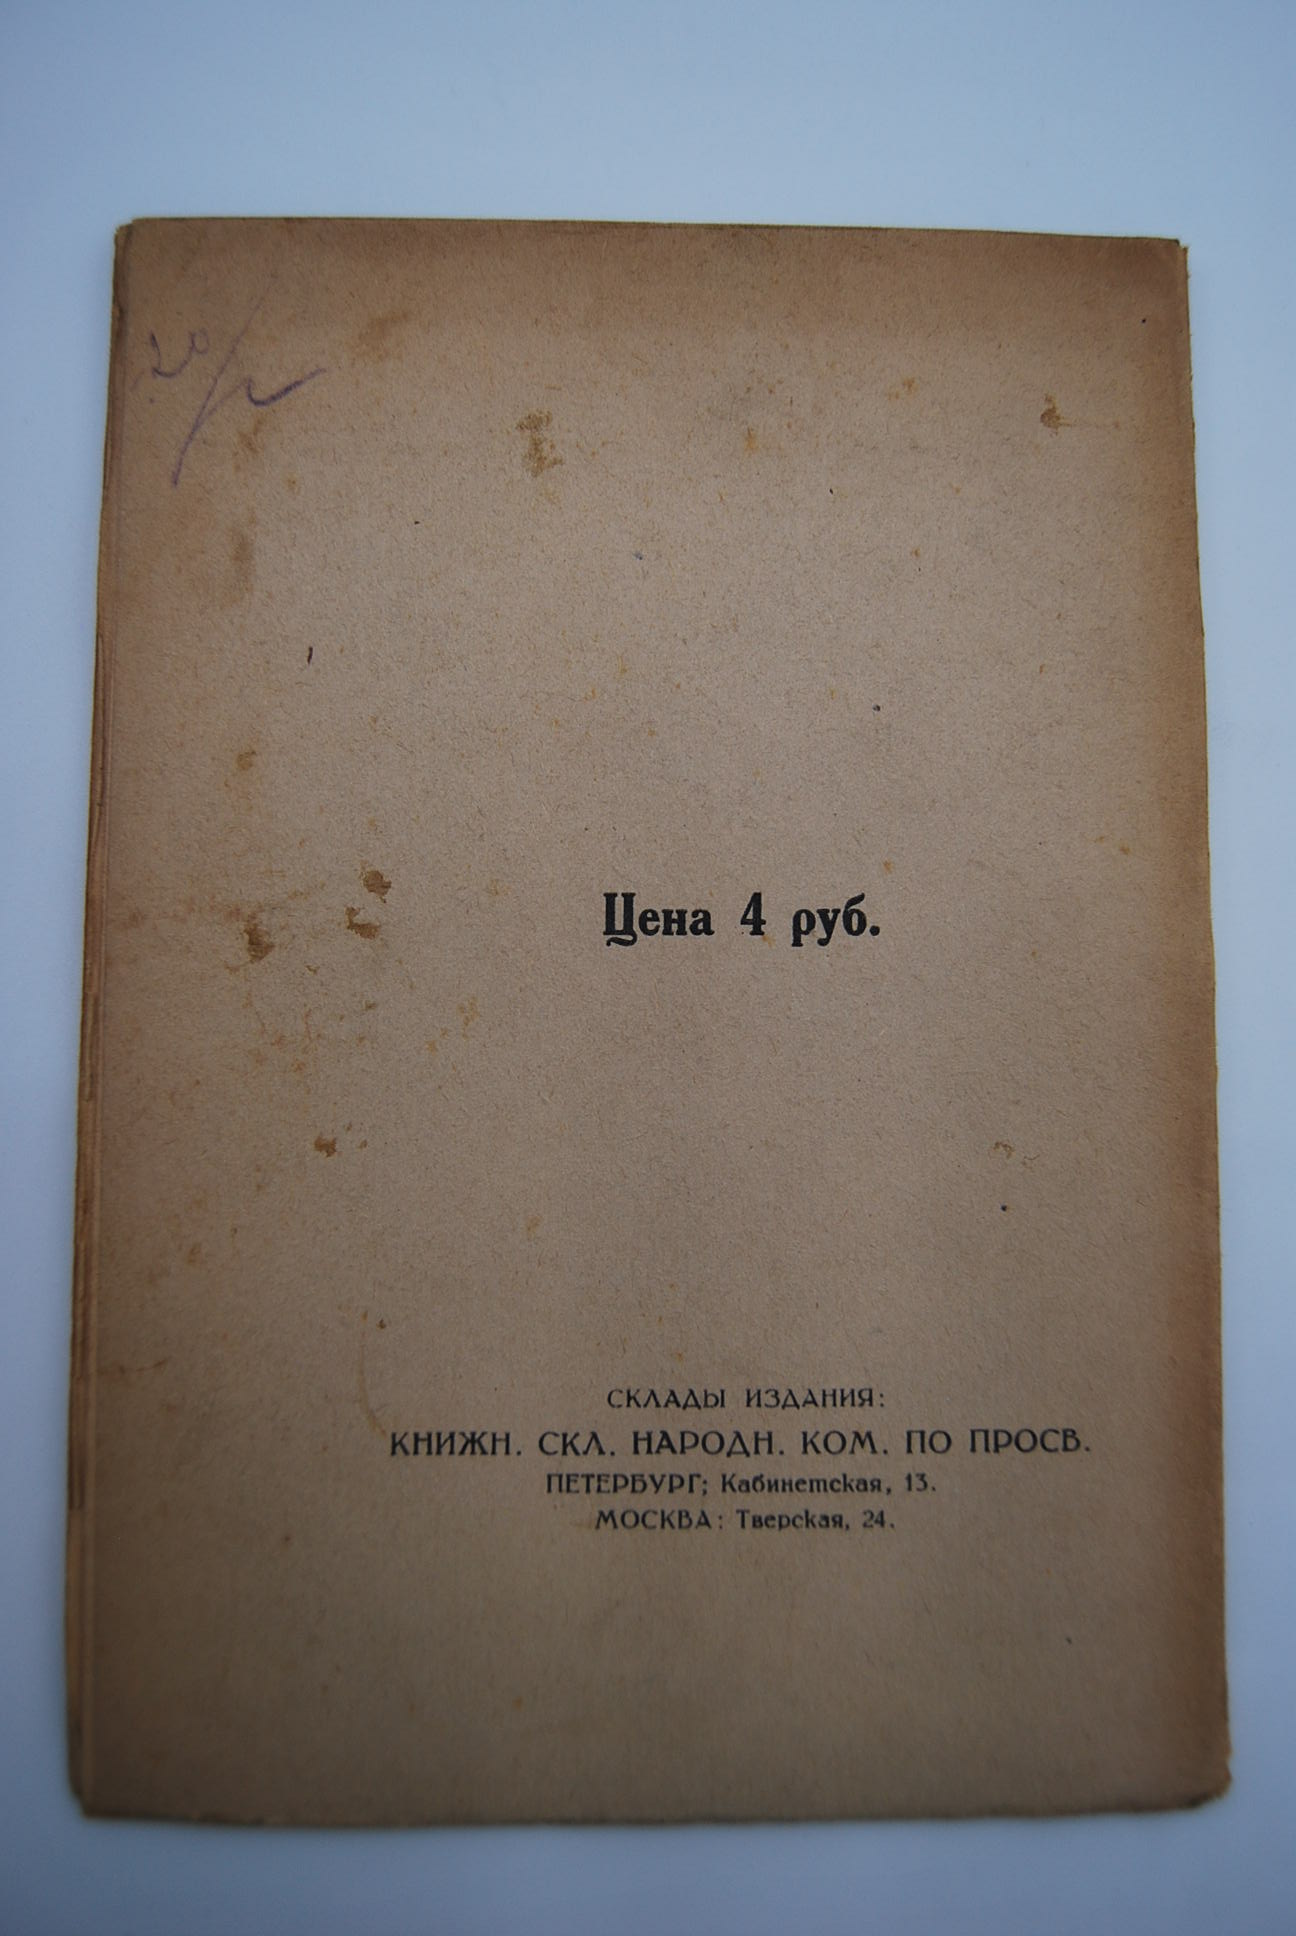 Цена 4 руб.
СКЛАДЫ ИЗДАНИЯ:
КНИЖН. СКЛ. НАРОДН. КОМ. ПО ПРОСВ.
ПЕТЕРБУРГ; Кабинетская, 13.
МОСКВА: Тверская, 24.